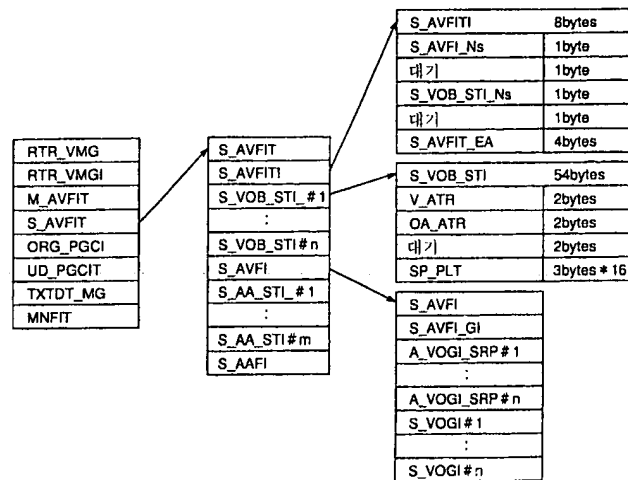 RTR_VMG
RTR_VMGI
M_AVFIT
S_AVFIT
ORG_PGCI
UD_PGCIT
TXTDT_MG
MNFIT
S_AVFIT
S_AVFITI
S_VOB_STI_#1
:
S_VOB_STI#n
S_AVFI
S_AA_STI_#1
:
S_AA_STI#m
S_AAFI
S_AVFITI 8bytes
S_AVFI_Ns 1byte
대기 1byte
S_VOB_STI_Ns 1byte
대기 1byte
S_AVFIT_EA 4bytes
S_VOB_STI 54bytes
V_ATR 2bytes
OA_ATR 2bytes
대기 2bytes
SP_PLT 3bytes*16
S_AVFI
S_AVFI_GI
A_VOGI_SRP#1
:
A_VOGI_SRP#n
S_VOGI#1
:
S_VOGI#n